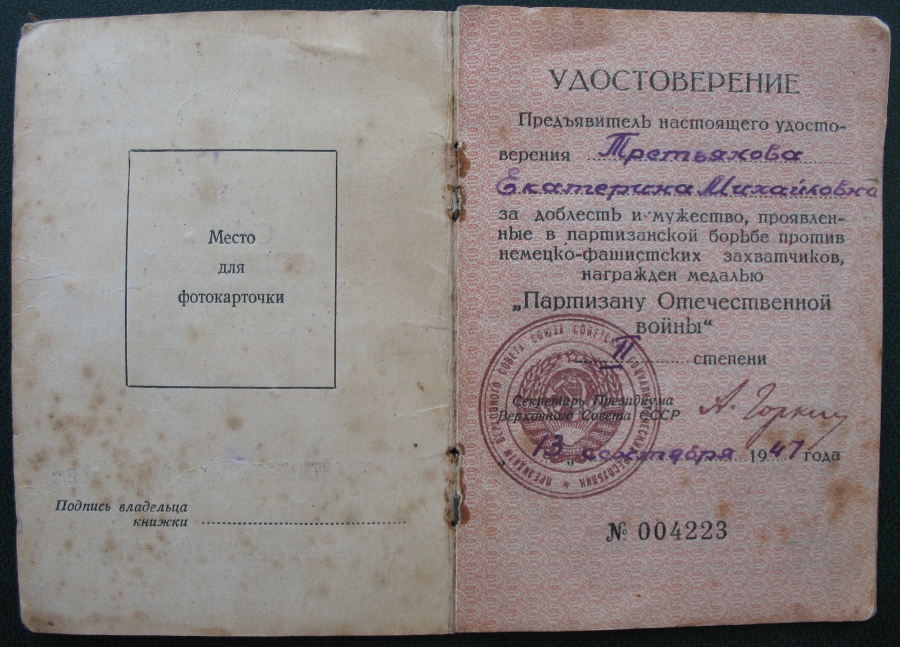 Место
для
фотокарточки
Подпись владельца
книжки
УДОСТОВЕРЕНИЕ
Предъявитель настоящего удосто-
верения Третьякова
Екатерина Михайловна
за доблесть и мужество, проявлен-
ные в партизанской борьбе против
немецко-фашистских захватчиков,
награжден медалью
„Партизану Отечественной
войны“
II степени
Секретарь Президиума
Верховного Совета СССР А. Горкин
13 сентября 1947 года
№ 004223